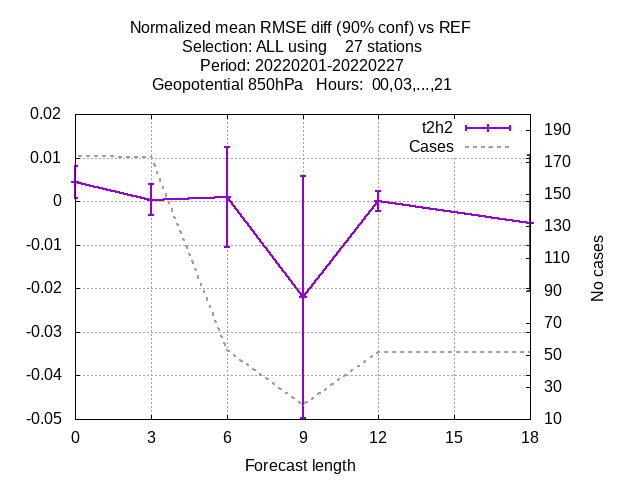 Normalized mean RMSE diff (90% conf) vs REF
Selection: ALL using    27 stations
Period: 20220201-20220227
Geopotential 850hPa   Hours:  00,03,...,21
t2h2
Cases
0.02
0.01
0
-0.01
-0.02
-0.03
-0.04
-0.05
190
170
150
130
110
90
70
50
30
10
No cases
0 3 6 9 12 15 18
Forecast length